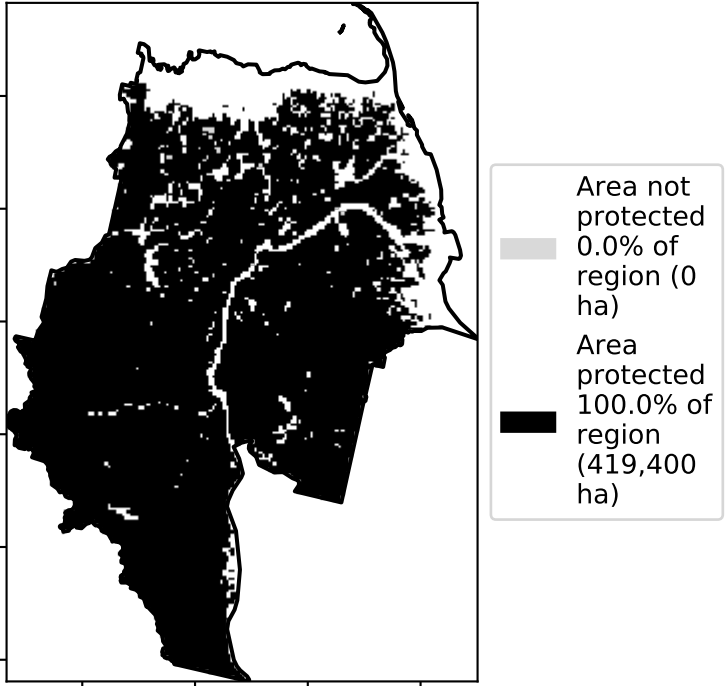 Area not
protected
0.0% of
region (0
ha)
Area
protected
100.0% of
region
(419,400
ha)